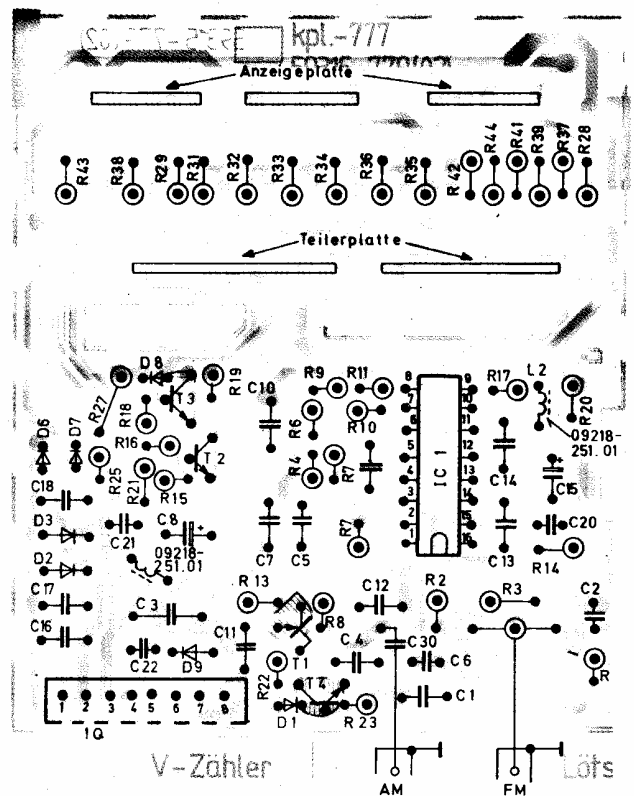 kpl.-777
Anzeigeplatte
R43
R38
R29
R31
R32
R33
R34
R36
R35
R42
R44
R41
R39
R37
R28
Teilerplatte
D8
R19
R27
T3
R18
C10
R9
R11
8
9
R17
L2
R20
D6
D7
R16
T2
R6
R10
7
10
6
11
09218-
251.01
R25
R21
R15
R4
R7
5
12
IC 1
C14
C15
4
13
C18
3
14
D3
C21
C8
+
C7
C5
R7
2
15
1
16
C13
C20
R14
D2
09218-
251.01
C17
R13
C12
R2
R3
C2
C3
R8
C16
C11
T1
C4
C30
C6
C22
D9
R22
T4
R
C1
1 2 3 4 5 6 7 8
D1
R23
1Q
V-Zähler
Löts
AM
FM